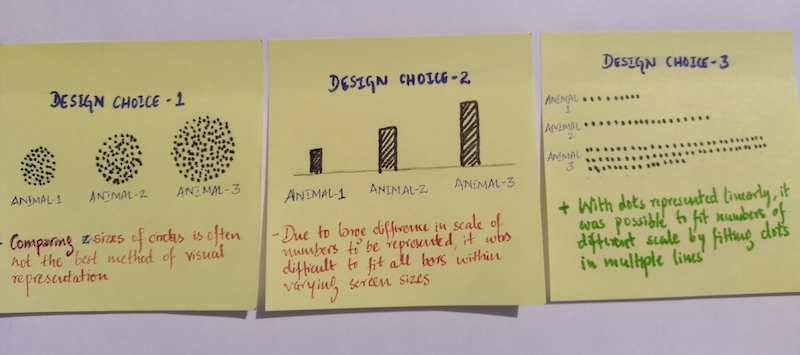 DESIGN CHOICE-1
ANIMAL-1 ANIMAL-2 ANIMAL-3
- Comparing sizes of circles is often
not the best method of visual
representation
DESIGN CHOICE-2
ANIMAL-1 ANIMAL-2 ANIMAL-3
- Due to large difference in scale of
numbers to be represented, it was
difficult to fit all bars within
varying screen sizes
DESIGN CHOICE-3
ANIMAL
1
ANIMAL
2
ANIMAL
3
+ With dots represented linearly, it
was possible to fit numbers of
different scale by fitting dots
in multiple lines